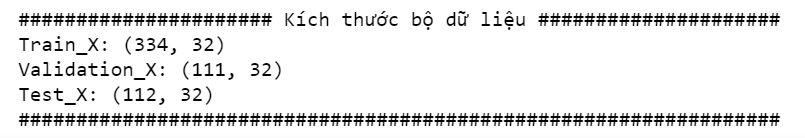 ###################### Kích thước bộ dữ liệu #####################
Train_X: (334, 32)
Validation_X: (111, 32)
Test_X: (112, 32)
##################################################################